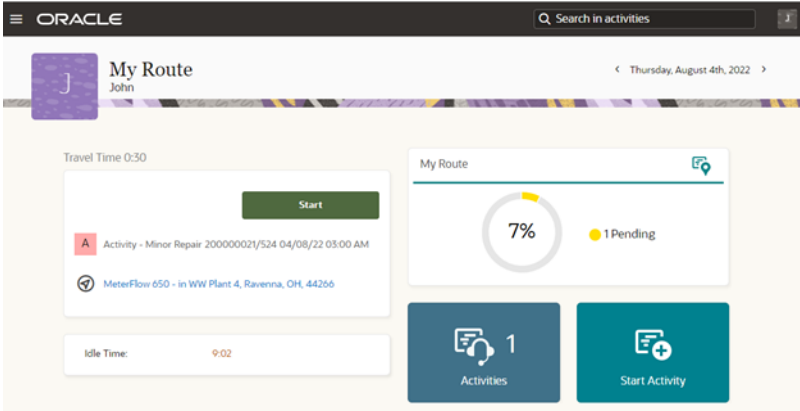 ORACLE
Search in activities
J
J
My Route
John
Thursday, August 4th, 2022
Travel Time 0:30
Start
A
Activity - Minor Repair 200000021/524 04/08/22 03:00 AM
MeterFlow 650 - in WW Plant 4, Ravenna, OH, 44266
Idle Time: 9:02
My Route
7%
1 Pending
1
Activities
Start Activity